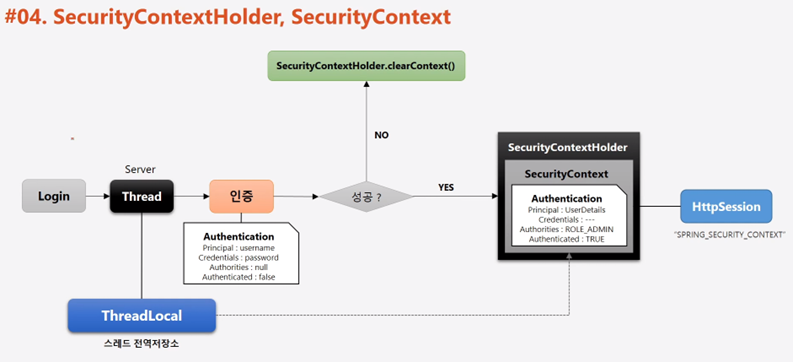 #04. SecurityContextHolder, SecurityContext
SecurityContextHolder.clearContext()
NO
Login
Server
Thread
인증
Authentication
Principal : username
Credentials : password
Authorities : null
Authenticated : false
성공 ?
YES
SecurityContextHolder
SecurityContext
Authentication
Principal : UserDetails
Credentials : ---
Authorities : ROLE_ADMIN
Authenticated : TRUE
HttpSession
"SPRING_SECURITY_CONTEXT"
ThreadLocal
스레드 전역저장소